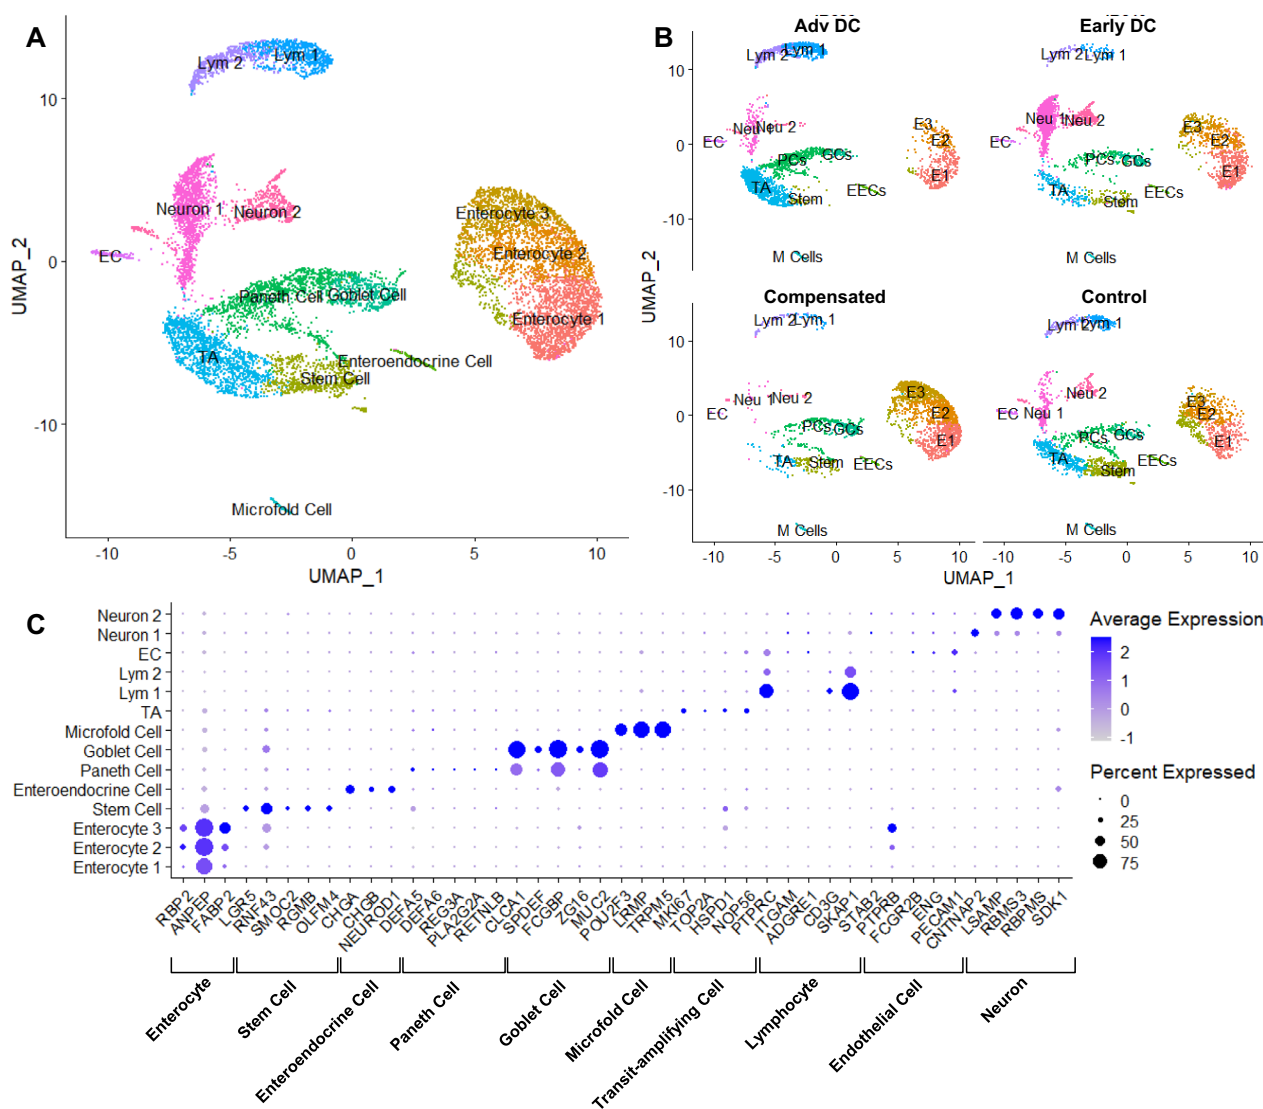 A
Lym 2
Lym 1
10
Neuron 1
Neuron 2
Enterocyte 3
EC
0
Enterocyte 2
Paneth Cell
Goblet Cell
Enterocyte 1
TA
Enteroendocrine Cell
Stem Cell
-10
Microfold Cell
UMAP_2
-10
-5
0
5
10
UMAP_1
B
Adv DC
Early DC
Lym 2
Lym 1
Lym 2
Lym 1
10
Neu 1
Neu 2
E3
Neu 1
Neu 2
E3
0
EC
E2
EC
E2
PCs
GCs
E1
PCs
GCs
E1
TA
Stem
EECs
TA
Stem
EECs
-10
M Cells
M Cells
UMAP_2
Compensated
Control
Lym 2
Lym 1
Lym 2
Lym 1
10
Neu 1
Neu 2
E3
Neu 2
E3
0
EC
E2
EC
Neu 1
E2
PCs
GCs
E1
PCs
GCs
E1
TA
Stem
EECs
TA
Stem
EECs
-10
M Cells
M Cells
-10
-5
0
5
10
-10
-5
0
5
10
UMAP_1
C
Neuron 2
Neuron 1
EC
Lym 2
Lym 1
TA
Microfold Cell
Goblet Cell
Paneth Cell
Enteroendocrine Cell
Stem Cell
Enterocyte 3
Enterocyte 2
Enterocyte 1
RBP2
ANPEP
FABP2
LGR5
RNF43
SMOC2
RGMB
OLFM4
CHGA
CHGB
NEUROD1
DEFA5
DEFA6
REG3A
PLA2G2A
RETNLB
CLCA1
SPDEF
FCGBP
ZG16
MUC2
POU2F3
LRMP
TRPM5
MKI67
TOP2A
HSPD1
NOP56
PTPRC
ITGAM
ADGRE1
CD3G
SKAP1
STAB2
PTPRB
FCGR2B
ENG
PECAM1
CNTNAP2
LSAMP
RBMS3
RBPMS
SDK1
Enterocyte
Stem Cell
Enteroendocrine Cell
Paneth Cell
Goblet Cell
Microfold Cell
Transit-amplifying Cell
Lymphocyte
Endothelial Cell
Neuron
Average Expression
2
1
0
-1
Percent Expressed
0
25
50
75